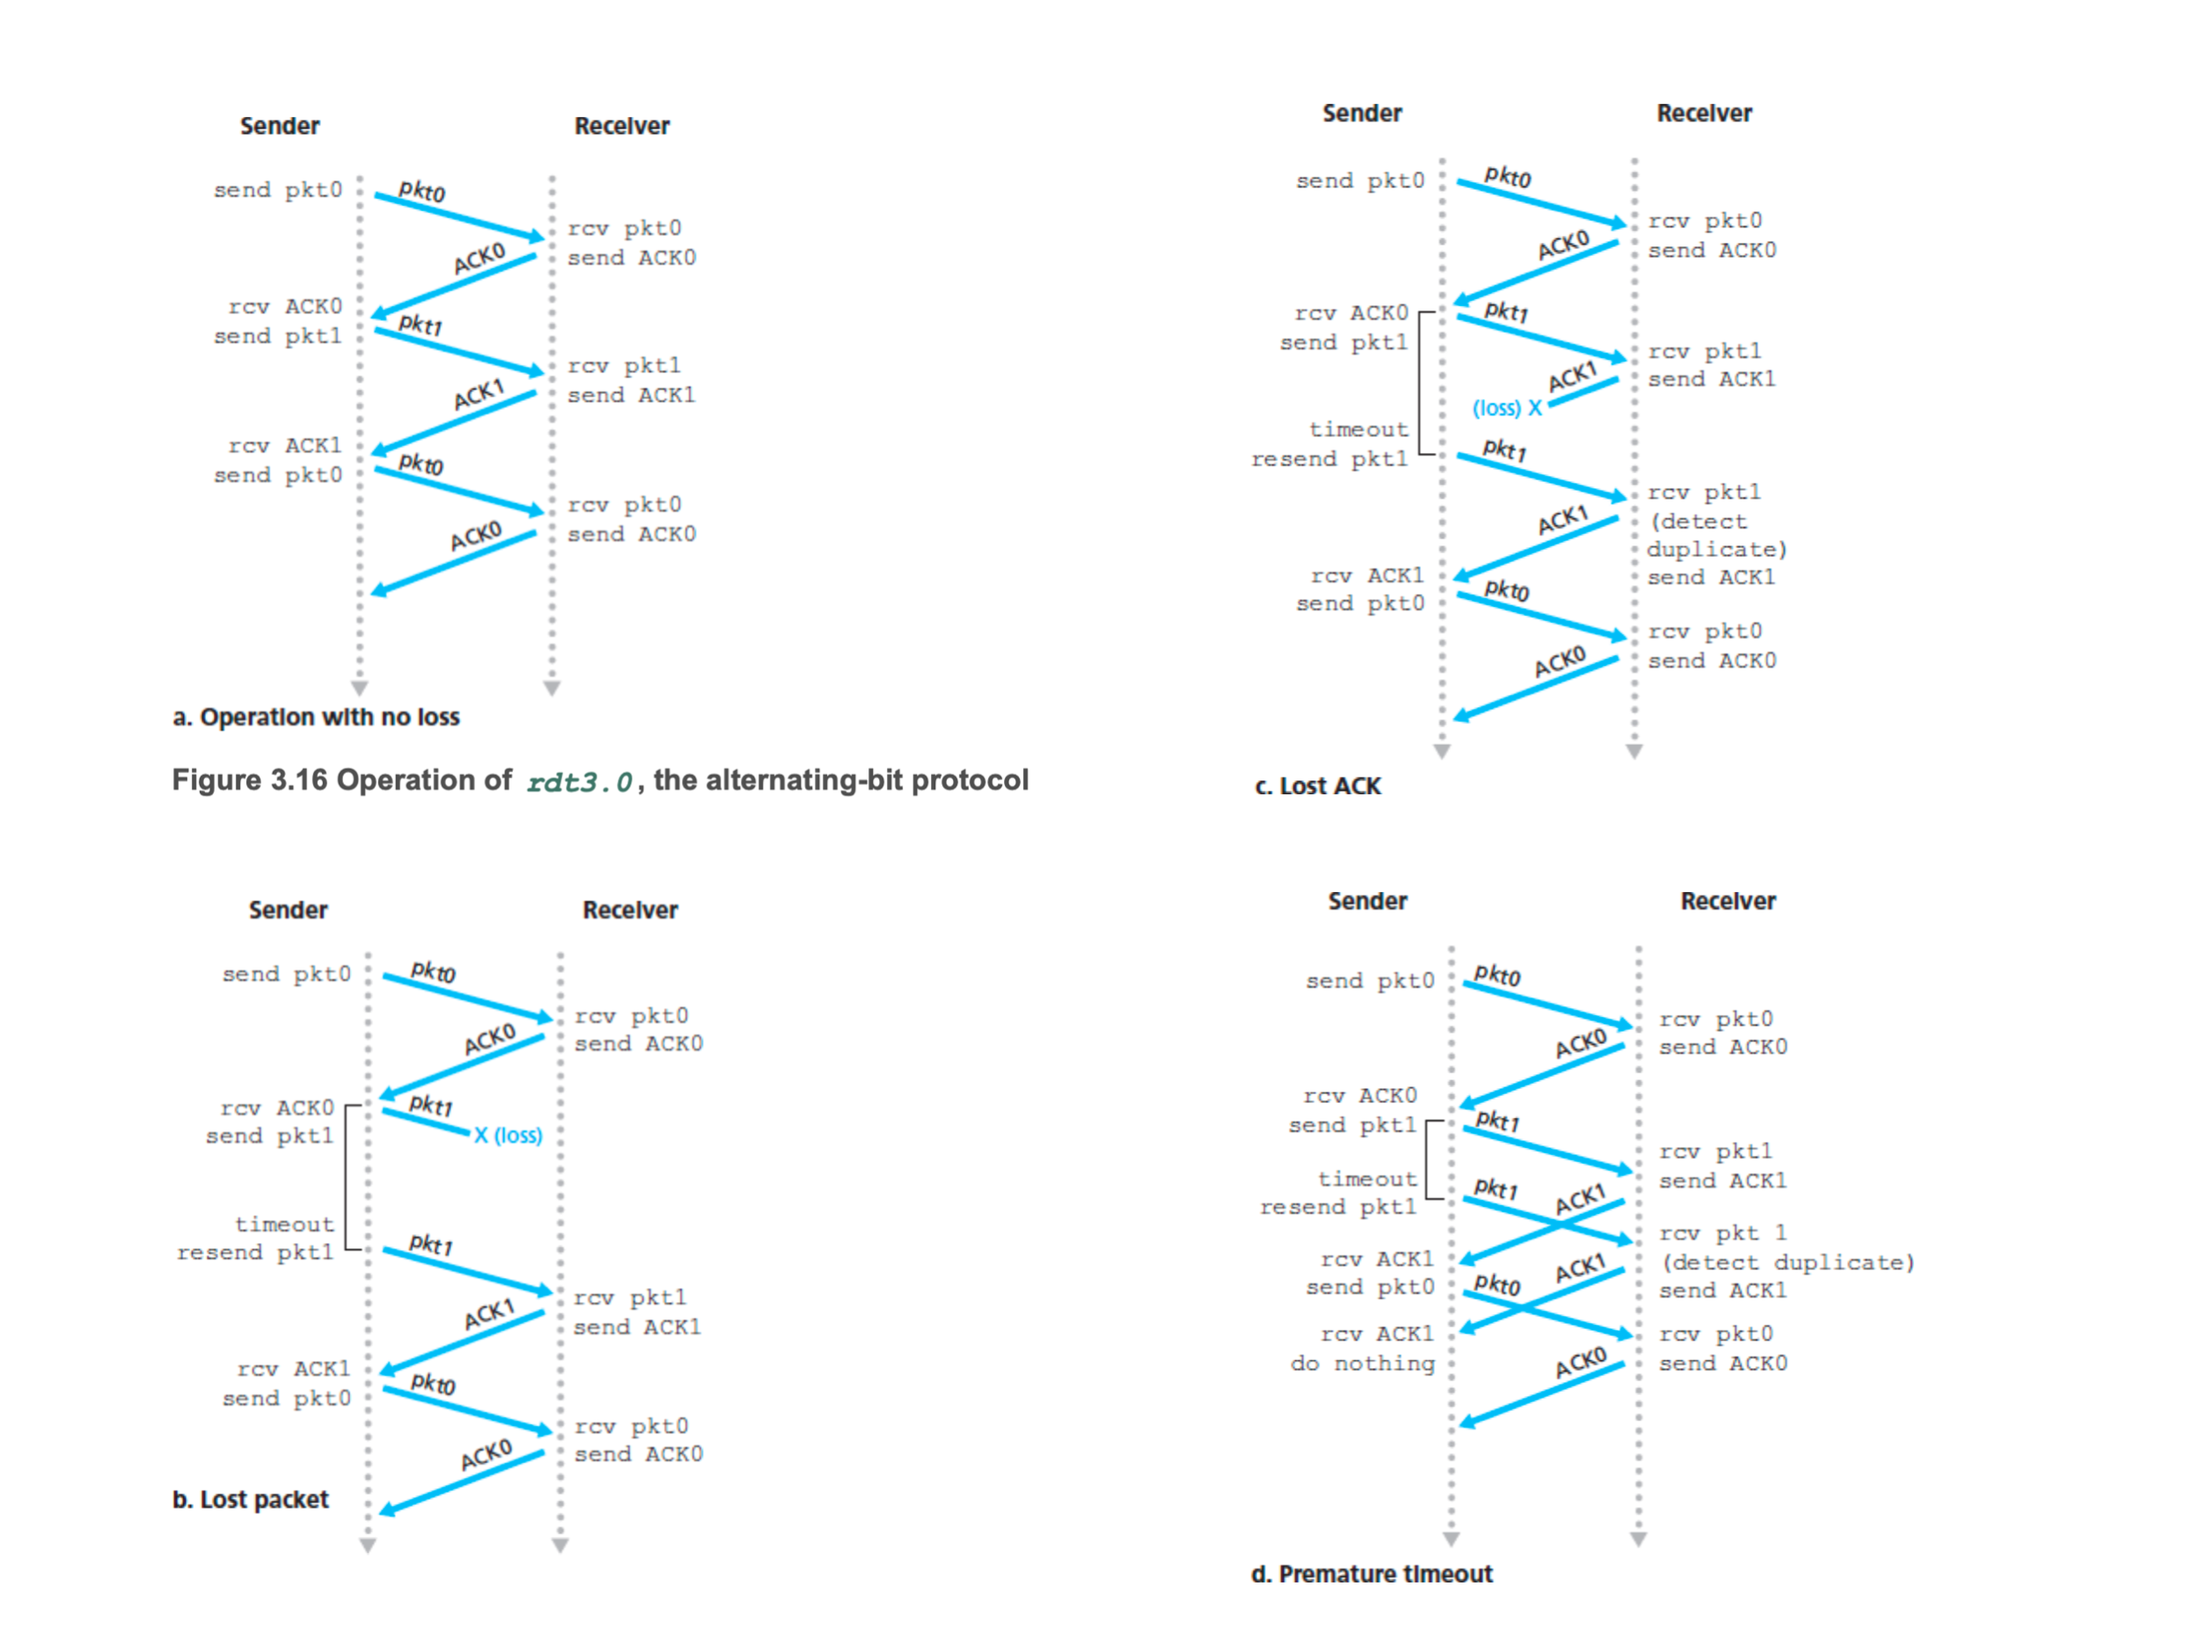 Sender
Receiver
send pkt0
pkt0
rcv pkt0
send ACK0
ACK0
rcv ACK0
send pkt1
pkt1
rcv pkt1
send ACK1
ACK1
rcv ACK1
send pkt0
pkt0
rcv pkt0
send ACK0
ACK0
a. Operation with no loss
Figure 3.16 Operation of rdt3.0, the alternating-bit protocol
Sender
Receiver
send pkt0
pkt0
rcv pkt0
send ACK0
ACK0
rcv ACK0
send pkt1
pkt1
X (loss)
timeout
resend pkt1
pkt1
rcv pkt1
send ACK1
ACK1
rcv ACK1
send pkt0
pkt0
rcv pkt0
send ACK0
ACK0
b. Lost packet
Sender
Receiver
send pkt0
pkt0
rcv pkt0
send ACK0
ACK0
rcv ACK0
send pkt1
pkt1
rcv pkt1
send ACK1
ACK1
(loss) X
timeout
resend pkt1
pkt1
rcv pkt1
(detect
duplicate)
send ACK1
ACK1
rcv ACK1
send pkt0
pkt0
rcv pkt0
send ACK0
ACK0
c. Lost ACK
Sender
Receiver
send pkt0
pkt0
rcv pkt0
send ACK0
ACK0
rcv ACK0
send pkt1
pkt1
rcv pkt1
send ACK1
ACK1
timeout
resend pkt1
pkt1
rcv pkt 1
(detect duplicate)
send ACK1
ACK1
rcv ACK1
send pkt0
pkt0
rcv ACK1
do nothing
rcv pkt0
send ACK0
ACK0
d. Premature timeout